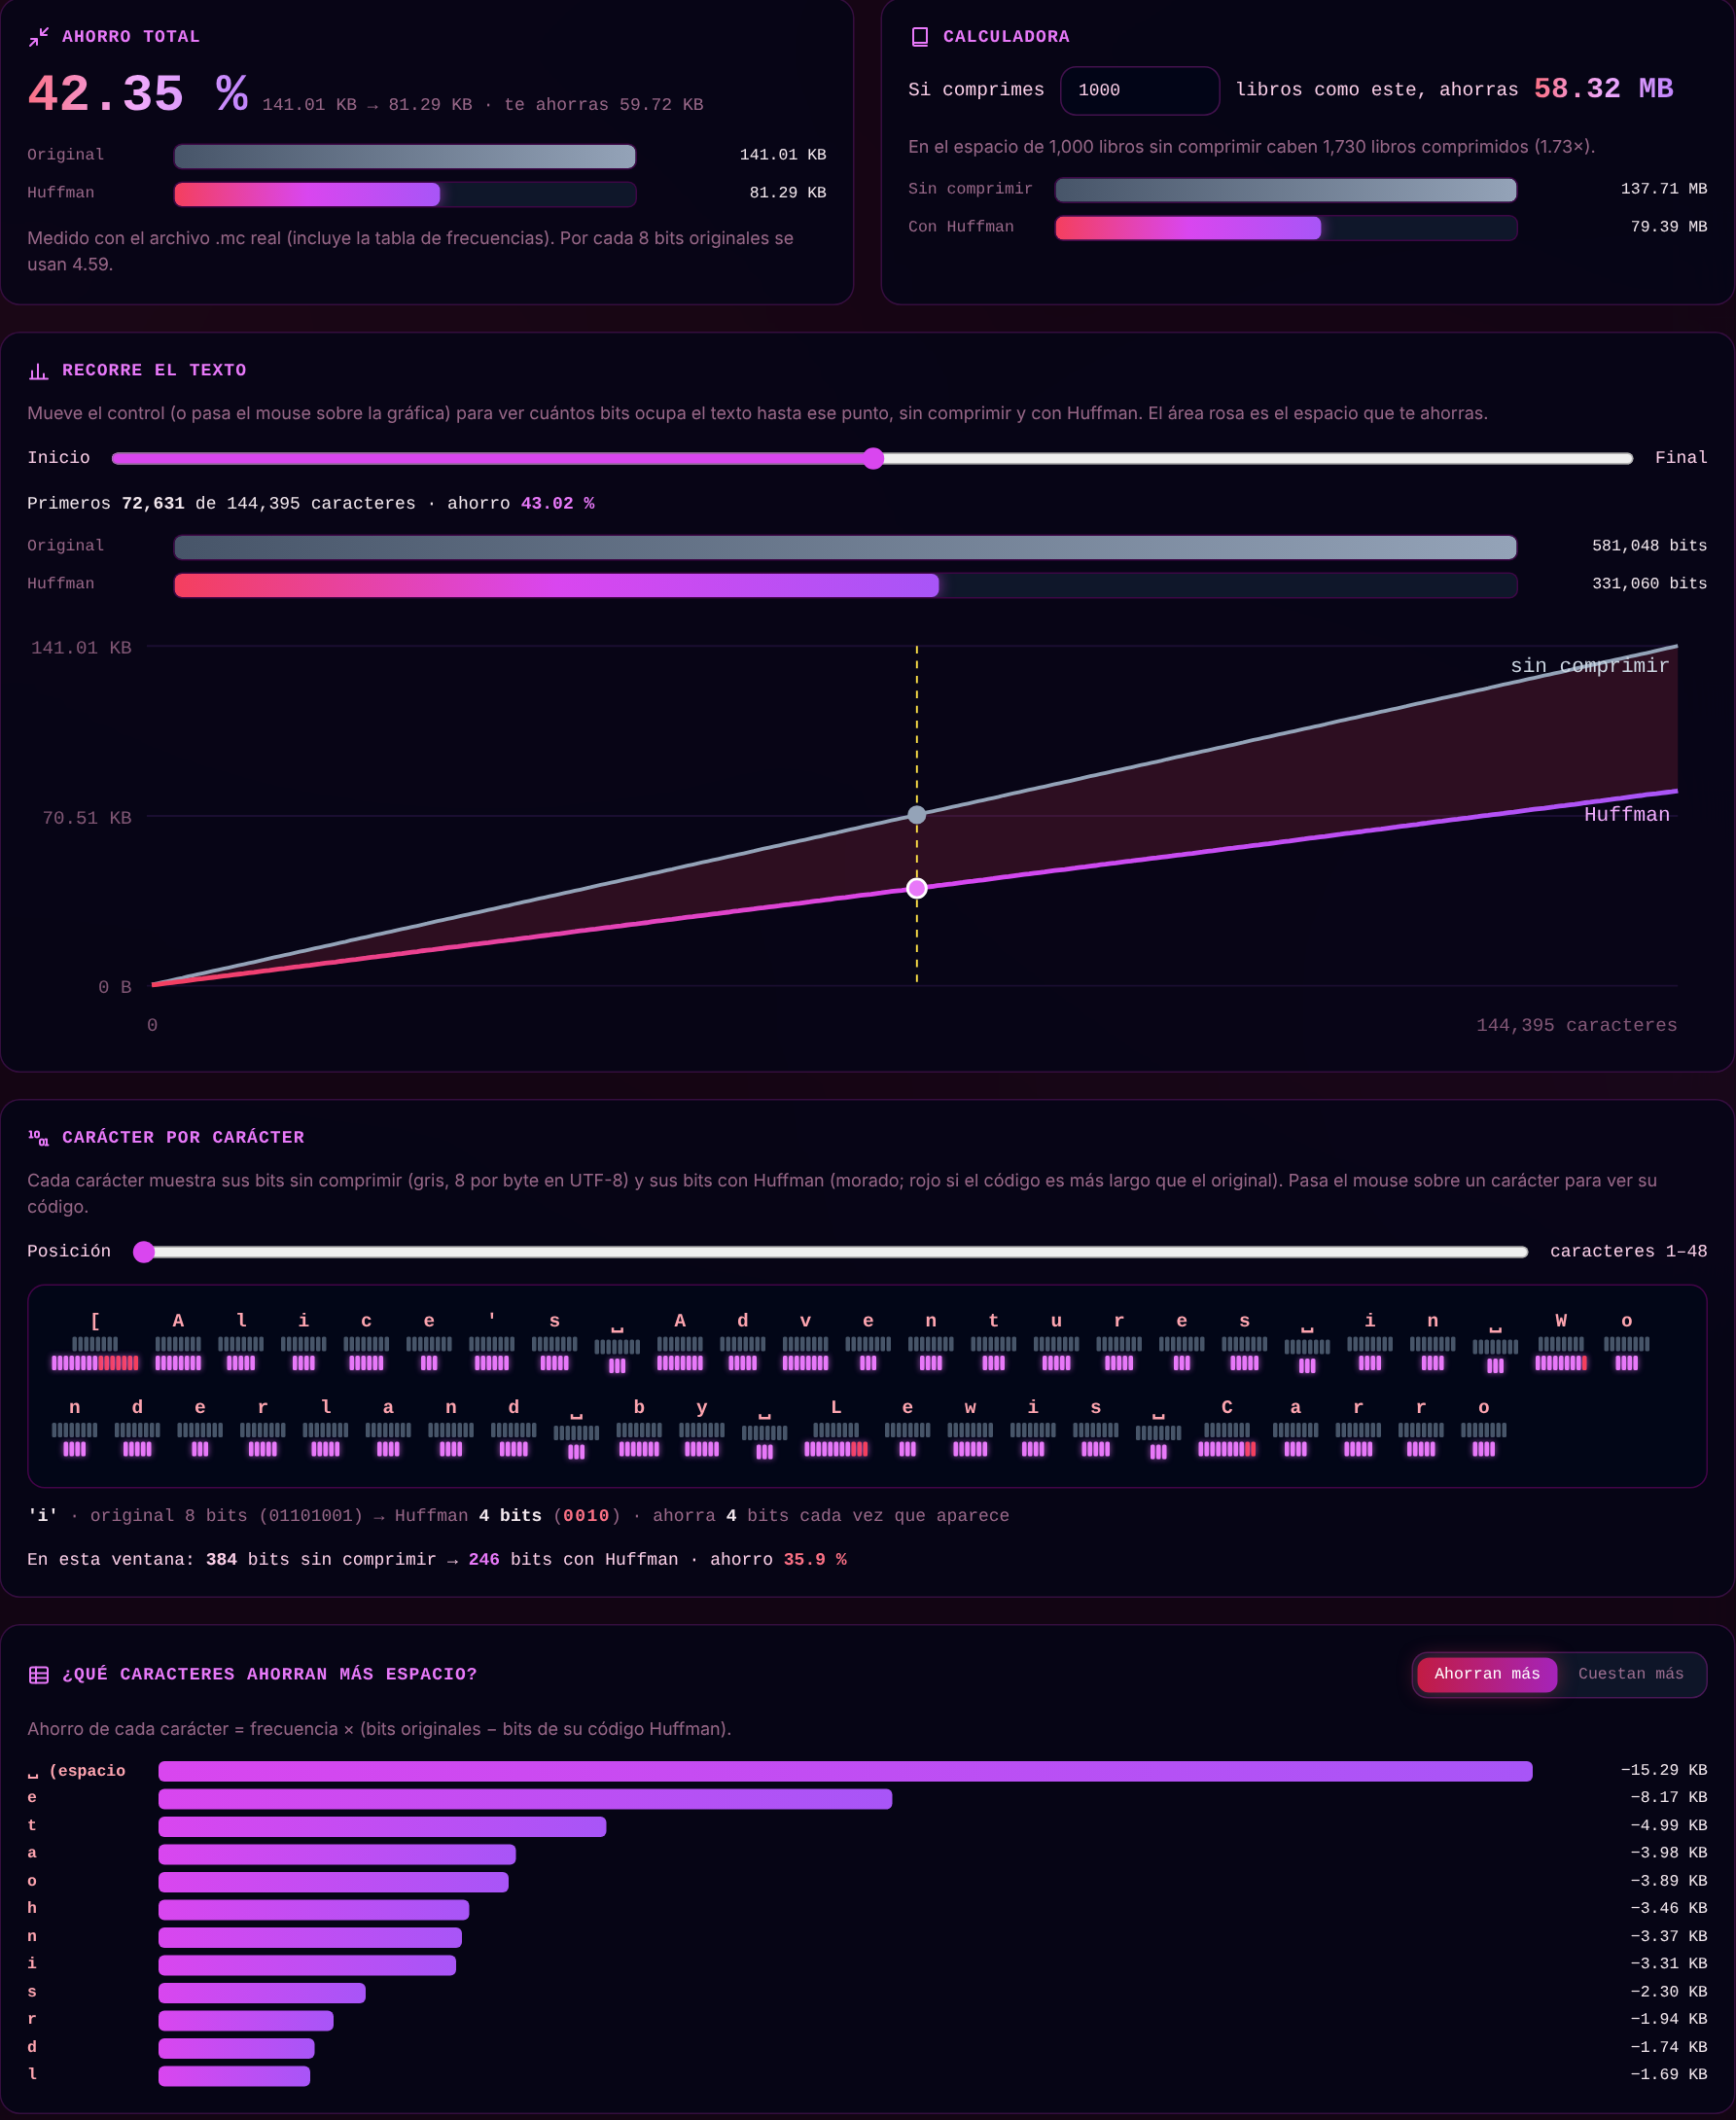 AHORRO TOTAL
42.35 % 141.01 KB → 81.29 KB · te ahorras 59.72 KB
Original 141.01 KB
Huffman 81.29 KB
Medido con el archivo .mc real (incluye la tabla de frecuencias). Por cada 8 bits originales se
usan 4.59.
CALCULADORA
Si comprimes 1000 libros como este, ahorras 58.32 MB
En el espacio de 1,000 libros sin comprimir caben 1,730 libros comprimidos (1.73×).
Sin comprimir 137.71 MB
Con Huffman 79.39 MB
RECORRE EL TEXTO
Mueve el control (o pasa el mouse sobre la gráfica) para ver cuántos bits ocupa el texto hasta ese punto, sin comprimir y con Huffman. El área rosa es el espacio que te ahorras.
Inicio Final
Primeros 72,631 de 144,395 caracteres · ahorro 43.02 %
Original 581,048 bits
Huffman 331,060 bits
141.01 KB
sin comprimir
70.51 KB
Huffman
0 B
0 144,395 caracteres
CARÁCTER POR CARÁCTER
Cada carácter muestra sus bits sin comprimir (gris, 8 por byte en UTF-8) y sus bits con Huffman (morado; rojo si el código es más largo que el original). Pasa el mouse sobre un carácter para ver su
código.
Posición caracteres 1–48
[ A l i c e ' s ␣ A d v e n t u r e s ␣ i n ␣ W o
n d e r l a n d ␣ b y ␣ L e w i s ␣ C a r r o
'i' · original 8 bits (01101001) → Huffman 4 bits (0010) · ahorra 4 bits cada vez que aparece
En esta ventana: 384 bits sin comprimir → 246 bits con Huffman · ahorro 35.9 %
¿QUÉ CARACTERES AHORRAN MÁS ESPACIO?
Ahorran más Cuestan más
Ahorro de cada carácter = frecuencia × (bits originales − bits de su código Huffman).
␣ (espacio −15.29 KB
e −8.17 KB
t −4.99 KB
a −3.98 KB
o −3.89 KB
h −3.46 KB
n −3.37 KB
i −3.31 KB
s −2.30 KB
r −1.94 KB
d −1.74 KB
l −1.69 KB